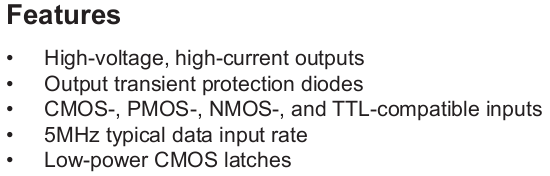 Features
• High-voltage, high-current outputs
• Output transient protection diodes
• CMOS-, PMOS-, NMOS-, and TTL-compatible inputs
• 5MHz typical data input rate
• Low-power CMOS latches